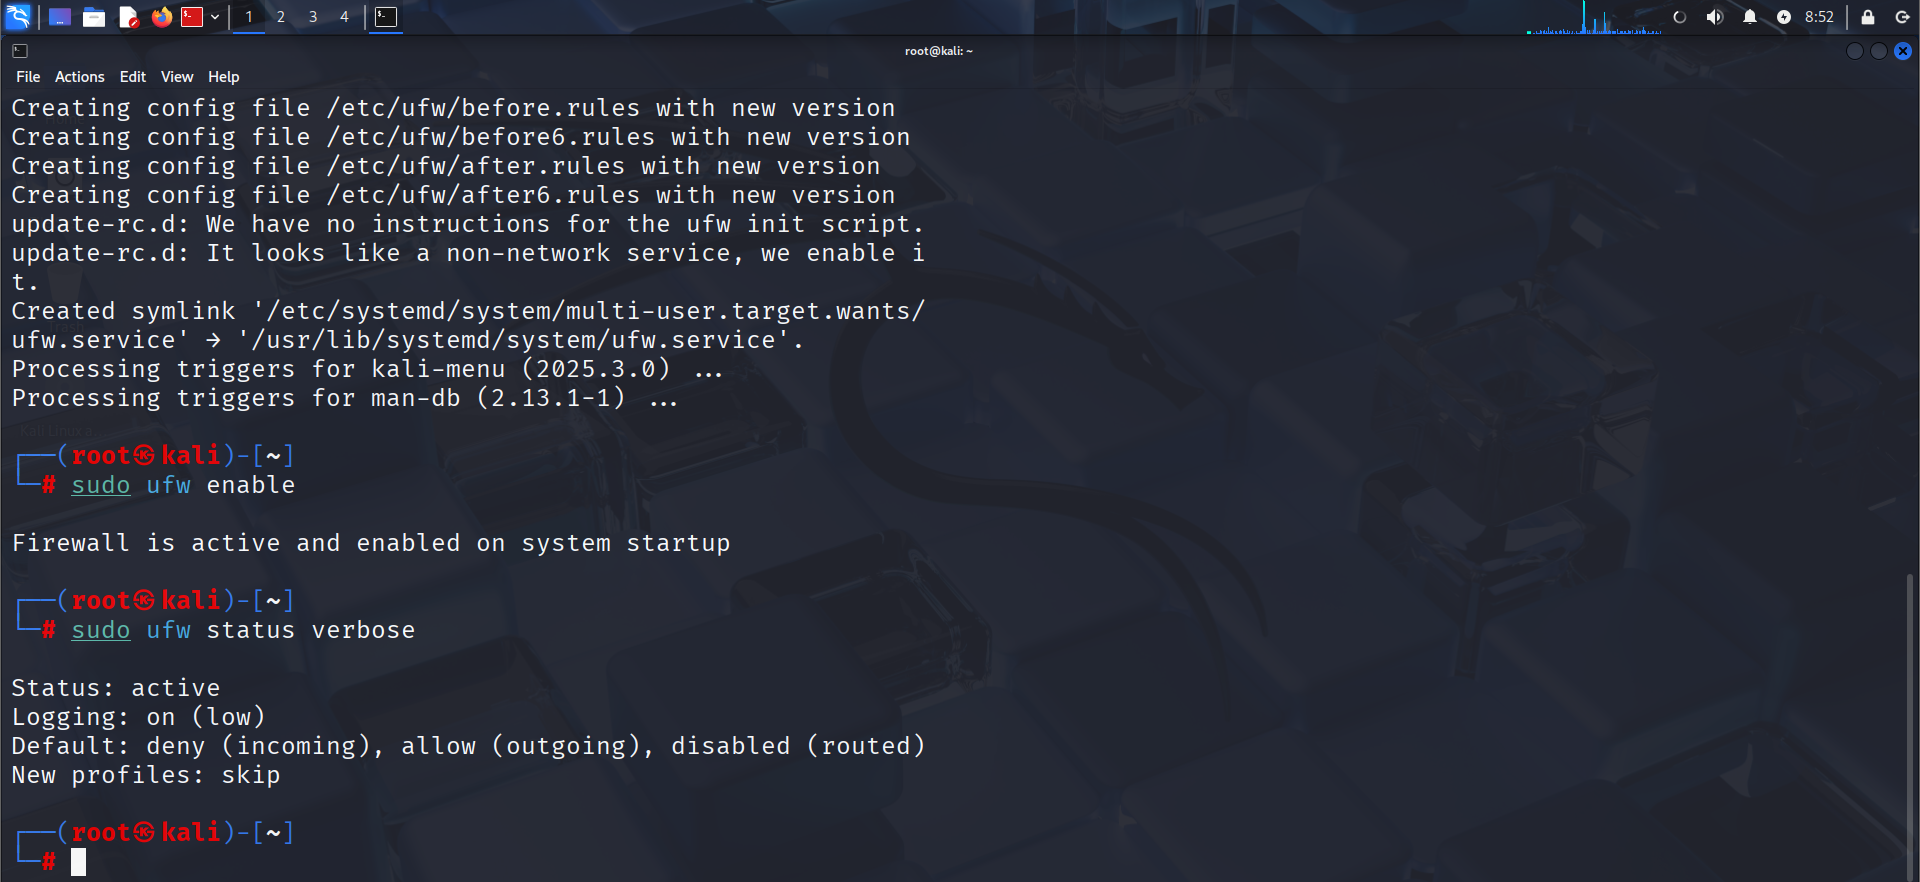 1 2 3 4 8:52
root@kali: ~
File Actions Edit View Help
Creating config file /etc/ufw/before.rules with new version
Creating config file /etc/ufw/before6.rules with new version
Creating config file /etc/ufw/after.rules with new version
Creating config file /etc/ufw/after6.rules with new version
update-rc.d: We have no instructions for the ufw init script.
update-rc.d: It looks like a non-network service, we enable i
t.
Created symlink '/etc/systemd/system/multi-user.target.wants/
ufw.service' → '/usr/lib/systemd/system/ufw.service'.
Processing triggers for kali-menu (2025.3.0) ...
Processing triggers for man-db (2.13.1-1) ...
┌──(root㉿kali)-[~]
└─# sudo ufw enable
Firewall is active and enabled on system startup
┌──(root㉿kali)-[~]
└─# sudo ufw status verbose
Status: active
Logging: on (low)
Default: deny (incoming), allow (outgoing), disabled (routed)
New profiles: skip
┌──(root㉿kali)-[~]
└─#